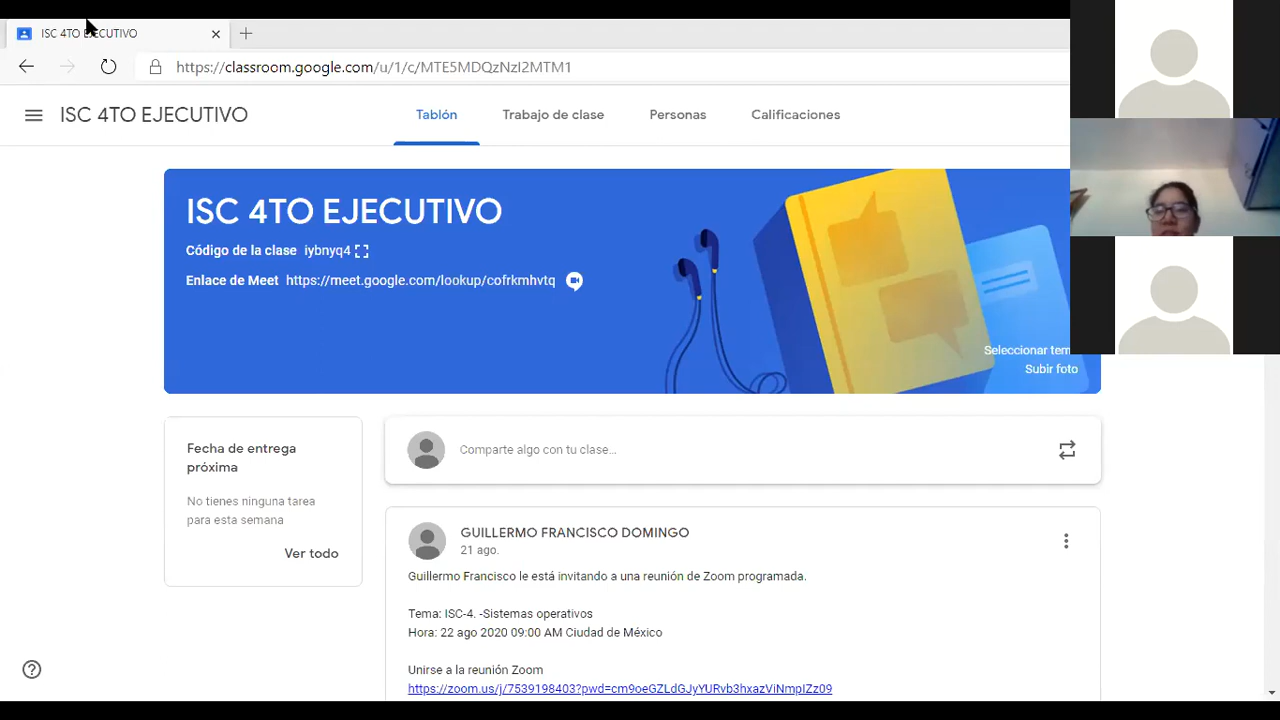 ISC 4TO EJECUTIVO
https://classroom.google.com/u/1/c/MTE5MDQzNzI2MTM1
ISC 4TO EJECUTIVO
Tablón
Trabajo de clase
Personas
Calificaciones
ISC 4TO EJECUTIVO
Código de la clase iybnyq4
Enlace de Meet https://meet.google.com/lookup/cofrkmhvtq
Seleccionar tem
Subir foto
Fecha de entrega
próxima
No tienes ninguna tarea
para esta semana
Ver todo
Comparte algo con tu clase...
GUILLERMO FRANCISCO DOMINGO
21 ago.
Guillermo Francisco le está invitando a una reunión de Zoom programada.
Tema: ISC-4. -Sistemas operativos
Hora: 22 ago 2020 09:00 AM Ciudad de México
Unirse a la reunión Zoom
https://zoom.us/j/7539198403?pwd=cm9oeGZLdGJyYURvb3hxazViNmpIZz09